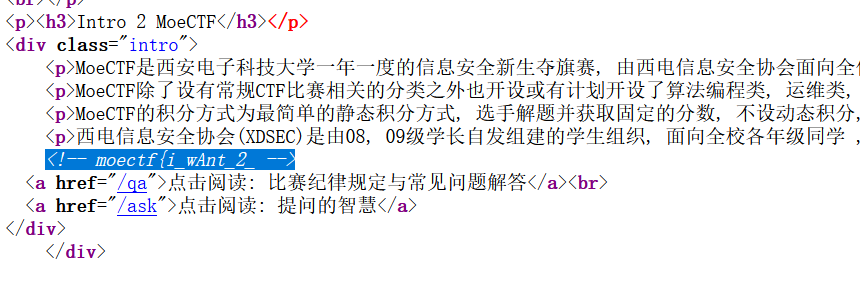 <br></p>
<p><h3>Intro 2 MoeCTF</h3></p>
<div class="intro">
<p>MoeCTF是西安电子科技大学一年一度的信息安全新生夺旗赛, 由西电信息安全协会面向全
<p>MoeCTF除了设有常规CTF比赛相关的分类之外也开设或有计划开设了算法编程类, 运维类,
<p>MoeCTF的积分方式为最简单的静态积分方式, 选手解题并获取固定的分数, 不设动态积分,
<p>西电信息安全协会(XDSEC)是由08, 09级学长自发组建的学生组织, 面向全校各年级同学 ,
<!-- moectf{i_wAnt_2_ -->
<a href="/qa">点击阅读: 比赛纪律规定与常见问题解答</a><br>
<a href="/ask">点击阅读: 提问的智慧</a>
</div>
</div>